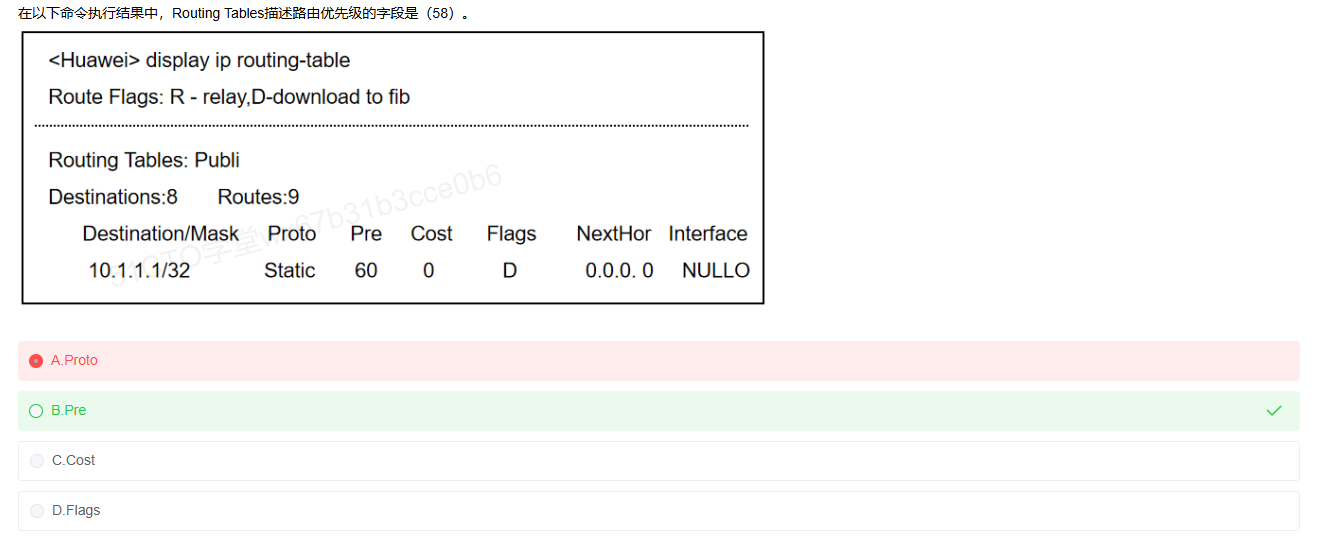 在以下命令执行结果中，Routing Tables描述路由优先级的字段是（58）。
<Huawei> display ip routing-table
Route Flags: R - relay,D-download to fib
Routing Tables: Publi
Destinations:8 Routes:9
Destination/Mask Proto Pre Cost Flags NextHor Interface
10.1.1.1/32 Static 60 0 D 0.0.0. 0 NULLO
A.Proto
B.Pre
C.Cost
D.Flags